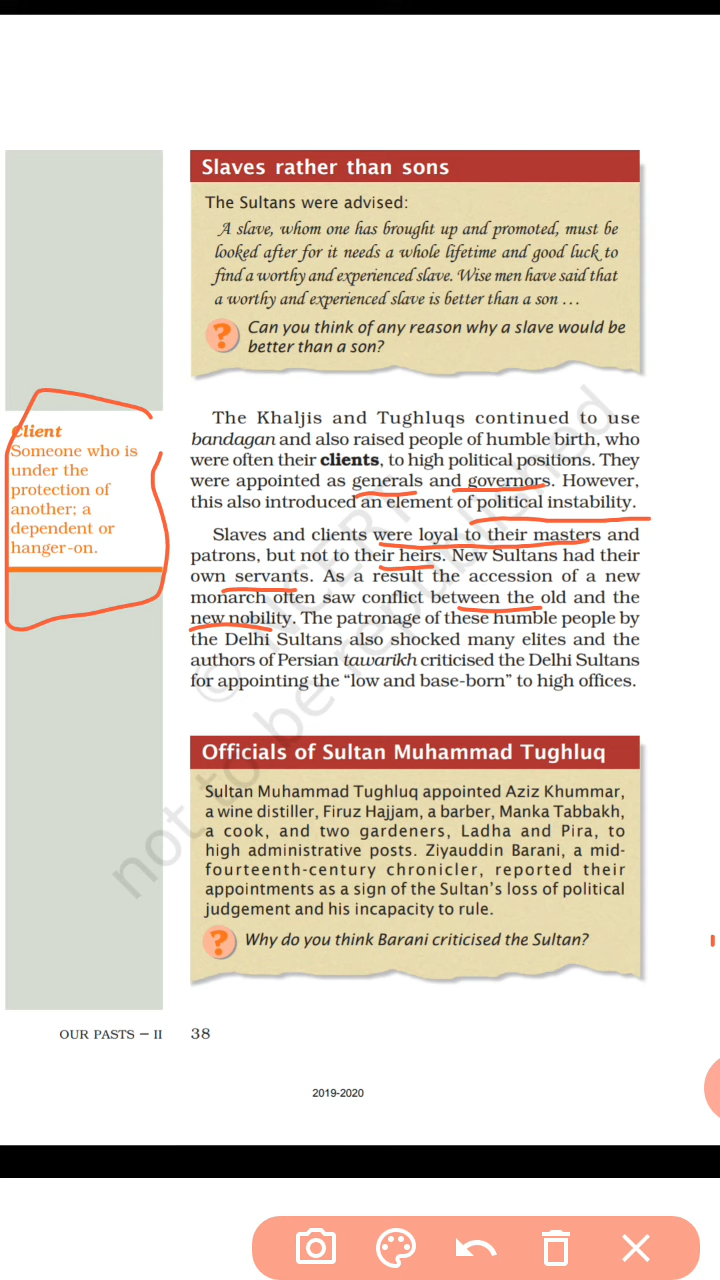 Slaves rather than sons
The Sultans were advised:
A slave, whom one has brought up and promoted, must be
looked after for it needs a whole lifetime and good luck to
find a worthy and experienced slave. Wise men have said that
a worthy and experienced slave is better than a son ...
? Can you think of any reason why a slave would be
better than a son?
Client
Someone who is
under the
protection of
another; a
dependent or
hanger-on.
The Khaljis and Tughluqs continued to use
bandagan and also raised people of humble birth, who
were often their clients, to high political positions. They
were appointed as generals and governors. However,
this also introduced an element of political instability.
Slaves and clients were loyal to their masters and
patrons, but not to their heirs. New Sultans had their
own servants. As a result the accession of a new
monarch often saw conflict between the old and the
new nobility. The patronage of these humble people by
the Delhi Sultans also shocked many elites and the
authors of Persian tawarikh criticised the Delhi Sultans
for appointing the “low and base-born” to high offices.
Officials of Sultan Muhammad Tughluq
Sultan Muhammad Tughluq appointed Aziz Khummar,
a wine distiller, Firuz Hajjam, a barber, Manka Tabbakh,
a cook, and two gardeners, Ladha and Pira, to
high administrative posts. Ziyauddin Barani, a mid-
fourteenth-century chronicler, reported their
appointments as a sign of the Sultan’s loss of political
judgement and his incapacity to rule.
? Why do you think Barani criticised the Sultan?
OUR PASTS – II 38
2019-2020
© NCERT
not to be republished